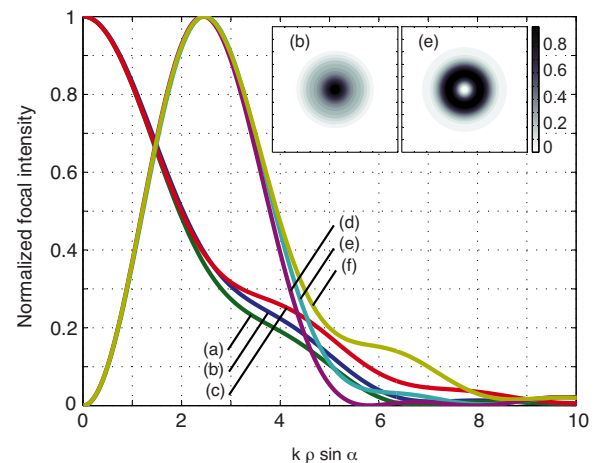 Normalized focal intensity
1
0.8
0.6
0.4
0.2
0
(b)
(e)
0.8
0.6
0.4
0.2
0
(d)
(e)
(f)
(a)
(b)
(c)
0 2 4 6 8 10
k ρ sin α